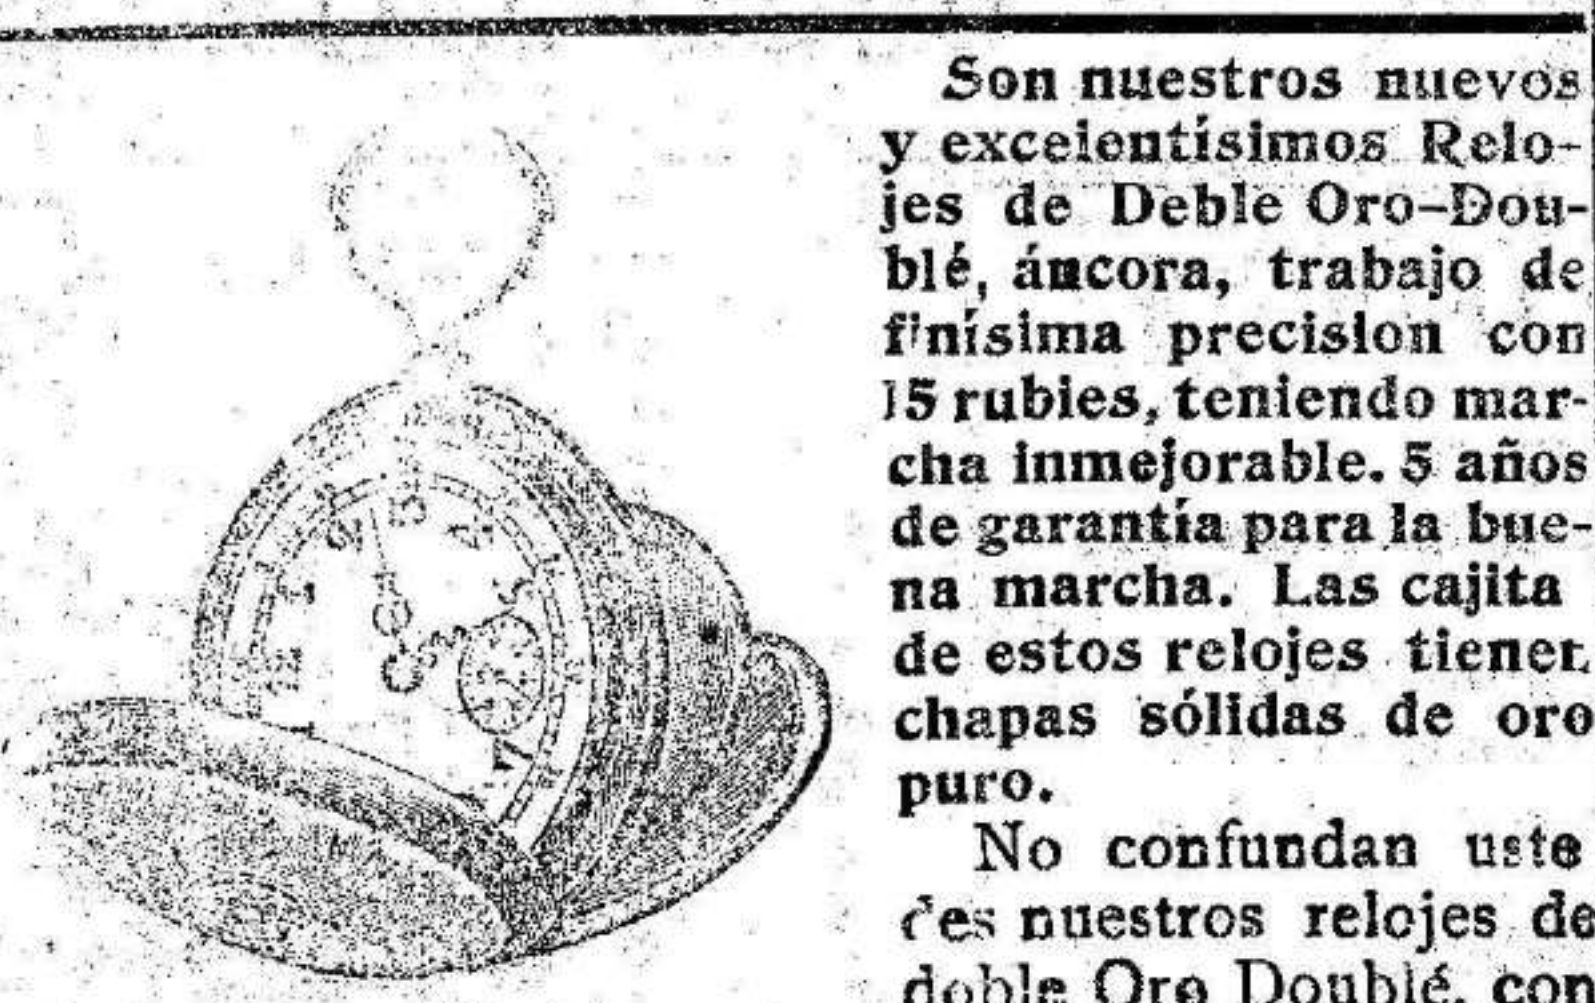 Son nuestros nuevos
y excelentísimos Relo-
jes de Deble Oro-Dou-
blé, áncora, trabajo de
finísima precision con
15 rubies, teniendo mar-
cha inmejorable. 5 años
de garantía para la bue-
na marcha. Las cajita
de estos relojes tienen
chapas sólidas de oro
puro.
No confundan uste
des nuestros relojes de
doble Oro Doublé, con